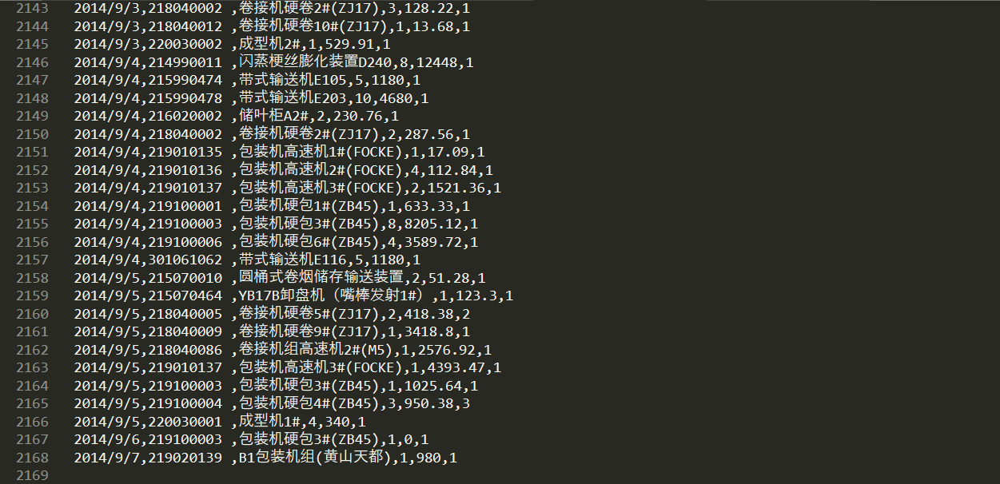 2143 2014/9/3,218040002 ,卷接机硬卷2#(ZJ17),3,128.22,1
2144 2014/9/3,218040012 ,卷接机硬卷10#(ZJ17),1,13.68,1
2145 2014/9/3,220030002 ,成型机2#,1,529.91,1
2146 2014/9/4,214990011 ,闪蒸梗丝膨化装置D240,8,12448,1
2147 2014/9/4,215990474 ,带式输送机E105,5,1180,1
2148 2014/9/4,215990478 ,带式输送机E203,10,4680,1
2149 2014/9/4,216020002 ,储叶柜A2#,2,230.76,1
2150 2014/9/4,218040002 ,卷接机硬卷2#(ZJ17),2,287.56,1
2151 2014/9/4,219010135 ,包装机高速机1#(FOCKE),1,17.09,1
2152 2014/9/4,219010136 ,包装机高速机2#(FOCKE),4,112.84,1
2153 2014/9/4,219010137 ,包装机高速机3#(FOCKE),2,1521.36,1
2154 2014/9/4,219100001 ,包装机硬包1#(ZB45),1,633.33,1
2155 2014/9/4,219100003 ,包装机硬包3#(ZB45),8,8205.12,1
2156 2014/9/4,219100006 ,包装机硬包6#(ZB45),4,3589.72,1
2157 2014/9/4,301061062 ,带式输送机E116,5,1180,1
2158 2014/9/5,215070010 ,圆桶式卷烟储存输送装置,2,51.28,1
2159 2014/9/5,215070464 ,YB17B卸盘机（嘴棒发射1#）,1,123.3,1
2160 2014/9/5,218040005 ,卷接机硬卷5#(ZJ17),2,418.38,2
2161 2014/9/5,218040009 ,卷接机硬卷9#(ZJ17),1,3418.8,1
2162 2014/9/5,218040086 ,卷接机组高速机2#(M5),1,2576.92,1
2163 2014/9/5,219010137 ,包装机高速机3#(FOCKE),1,4393.47,1
2164 2014/9/5,219100003 ,包装机硬包3#(ZB45),1,1025.64,1
2165 2014/9/5,219100004 ,包装机硬包4#(ZB45),3,950.38,3
2166 2014/9/5,220030001 ,成型机1#,4,340,1
2167 2014/9/6,219100003 ,包装机硬包3#(ZB45),1,0,1
2168 2014/9/7,219020139 ,B1包装机组(黄山天都),1,980,1
2169